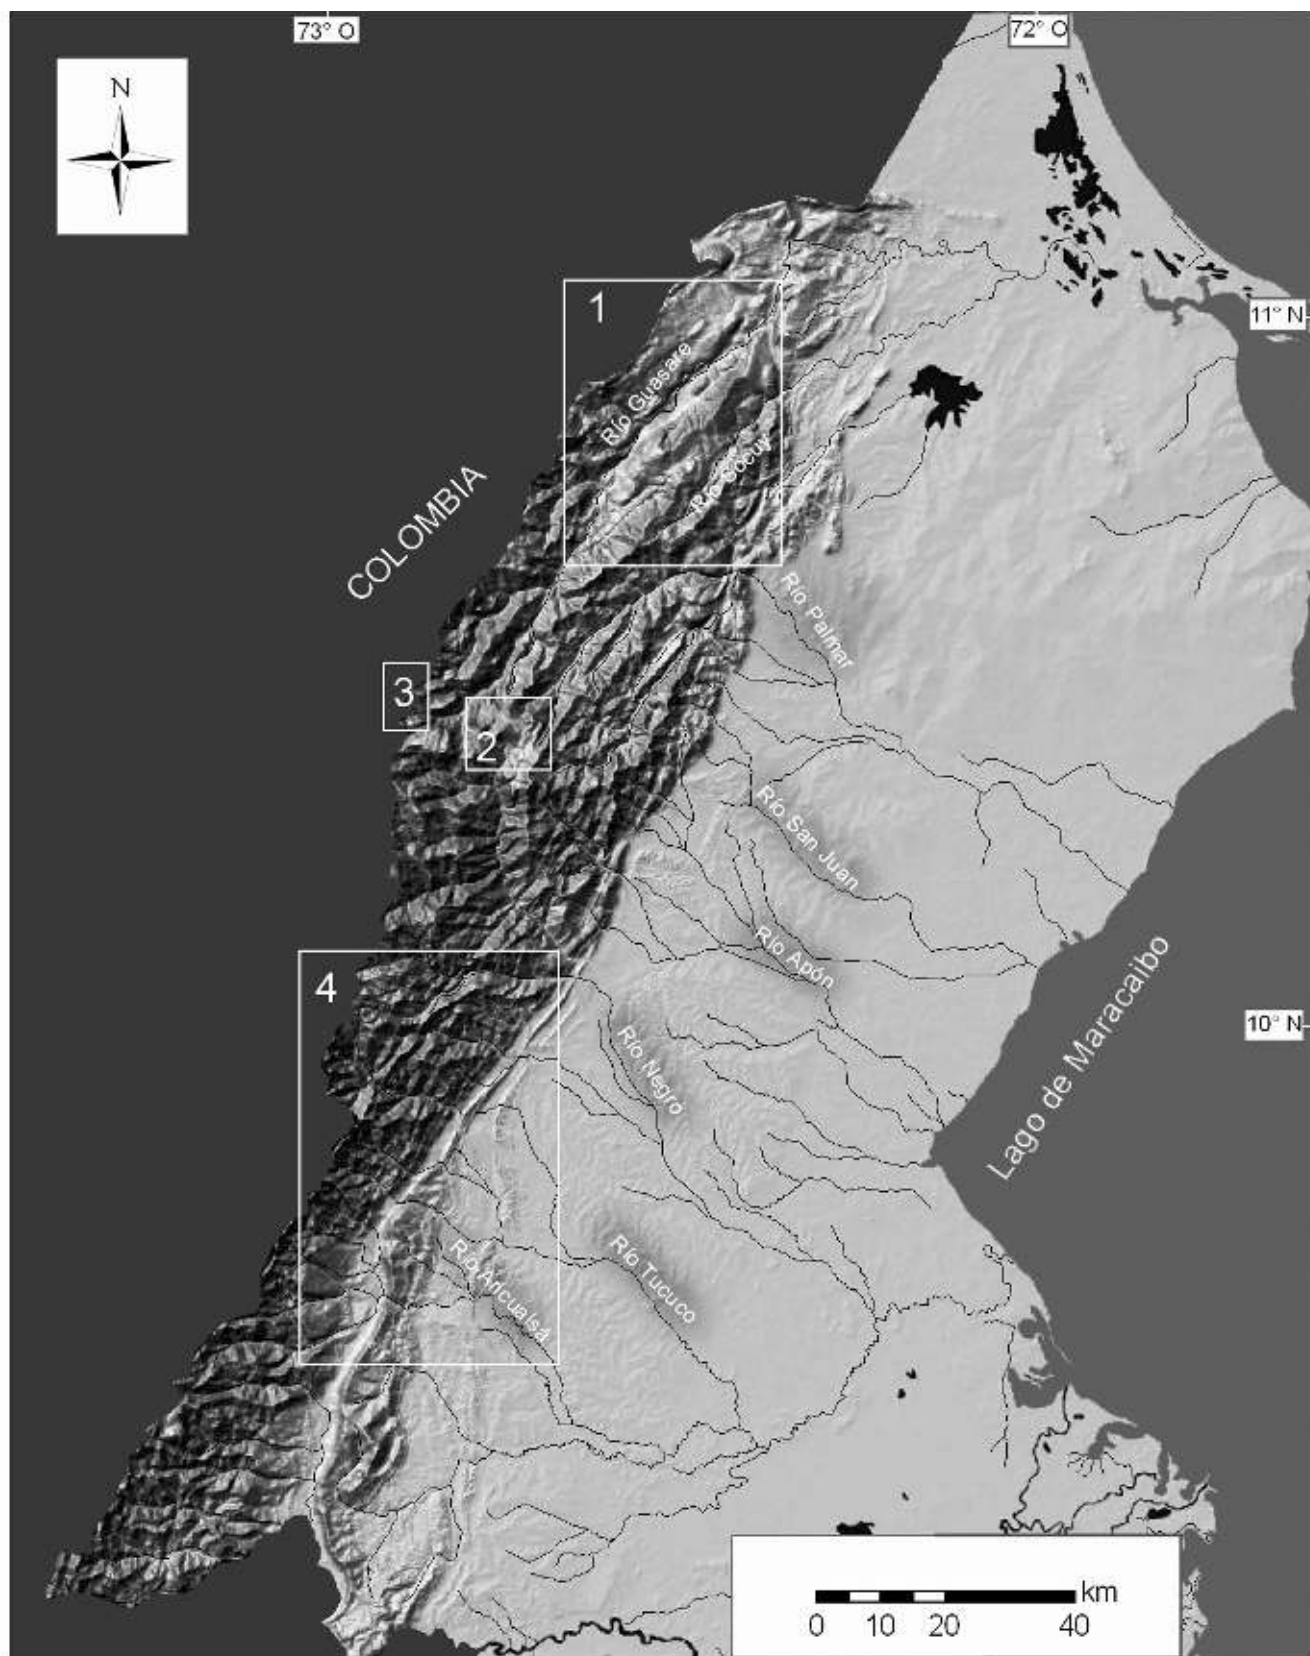 73° O
72° O
N
1
11° N
Río Guasare
Río Socuy
COLOMBIA
Río Palmar
3
2
Río San Juan
Río Apón
4
Lago de Maracaibo
10° N
Río Negro
Río Tucuco
Río Aricuaisá
km
0 10 20 40